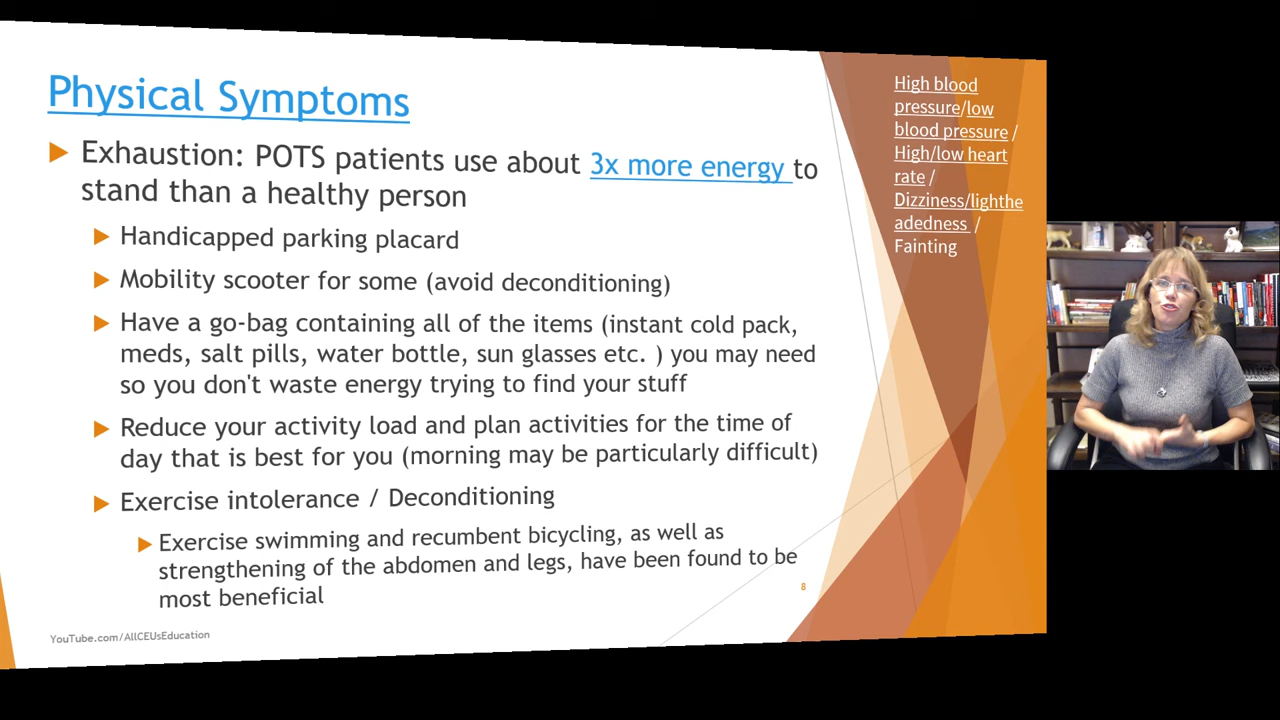 Physical Symptoms
Exhaustion: POTS patients use about 3x more energy to
stand than a healthy person
Handicapped parking placard
Mobility scooter for some (avoid deconditioning)
Have a go-bag containing all of the items (instant cold pack,
meds, salt pills, water bottle, sun glasses etc. ) you may need
so you don't waste energy trying to find your stuff
Reduce your activity load and plan activities for the time of
day that is best for you (morning may be particularly difficult)
Exercise intolerance / Deconditioning
Exercise swimming and recumbent bicycling, as well as
strengthening of the abdomen and legs, have been found to be
most beneficial
8
YouTube.com/AllCEUsEducation
High blood
pressure/low
blood pressure /
High/low heart
rate /
Dizziness/lighthe
adedness /
Fainting